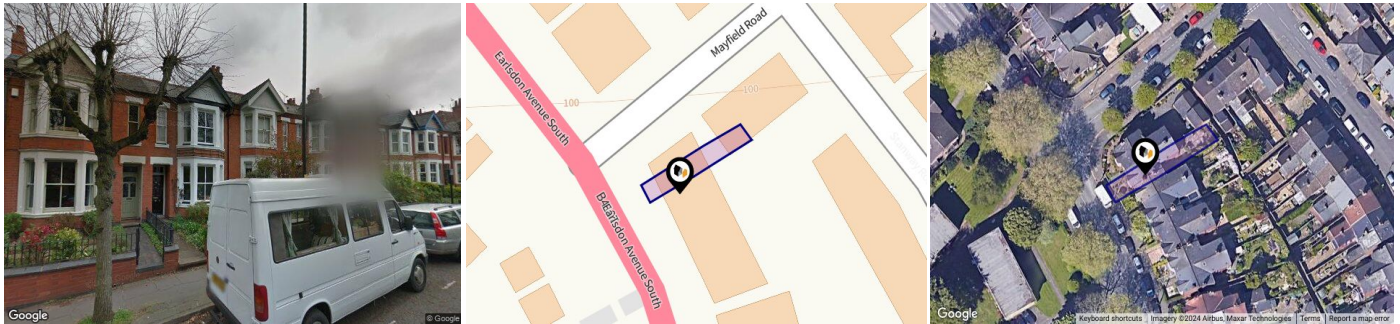 © Google
Mayfield Road
Earlsdon Avenue South
100
100
Earlsdon Avenue South
Google
Keyboard shortcuts
Imagery ©2024 Airbus, Maxar Technologies
Terms
Report a map error